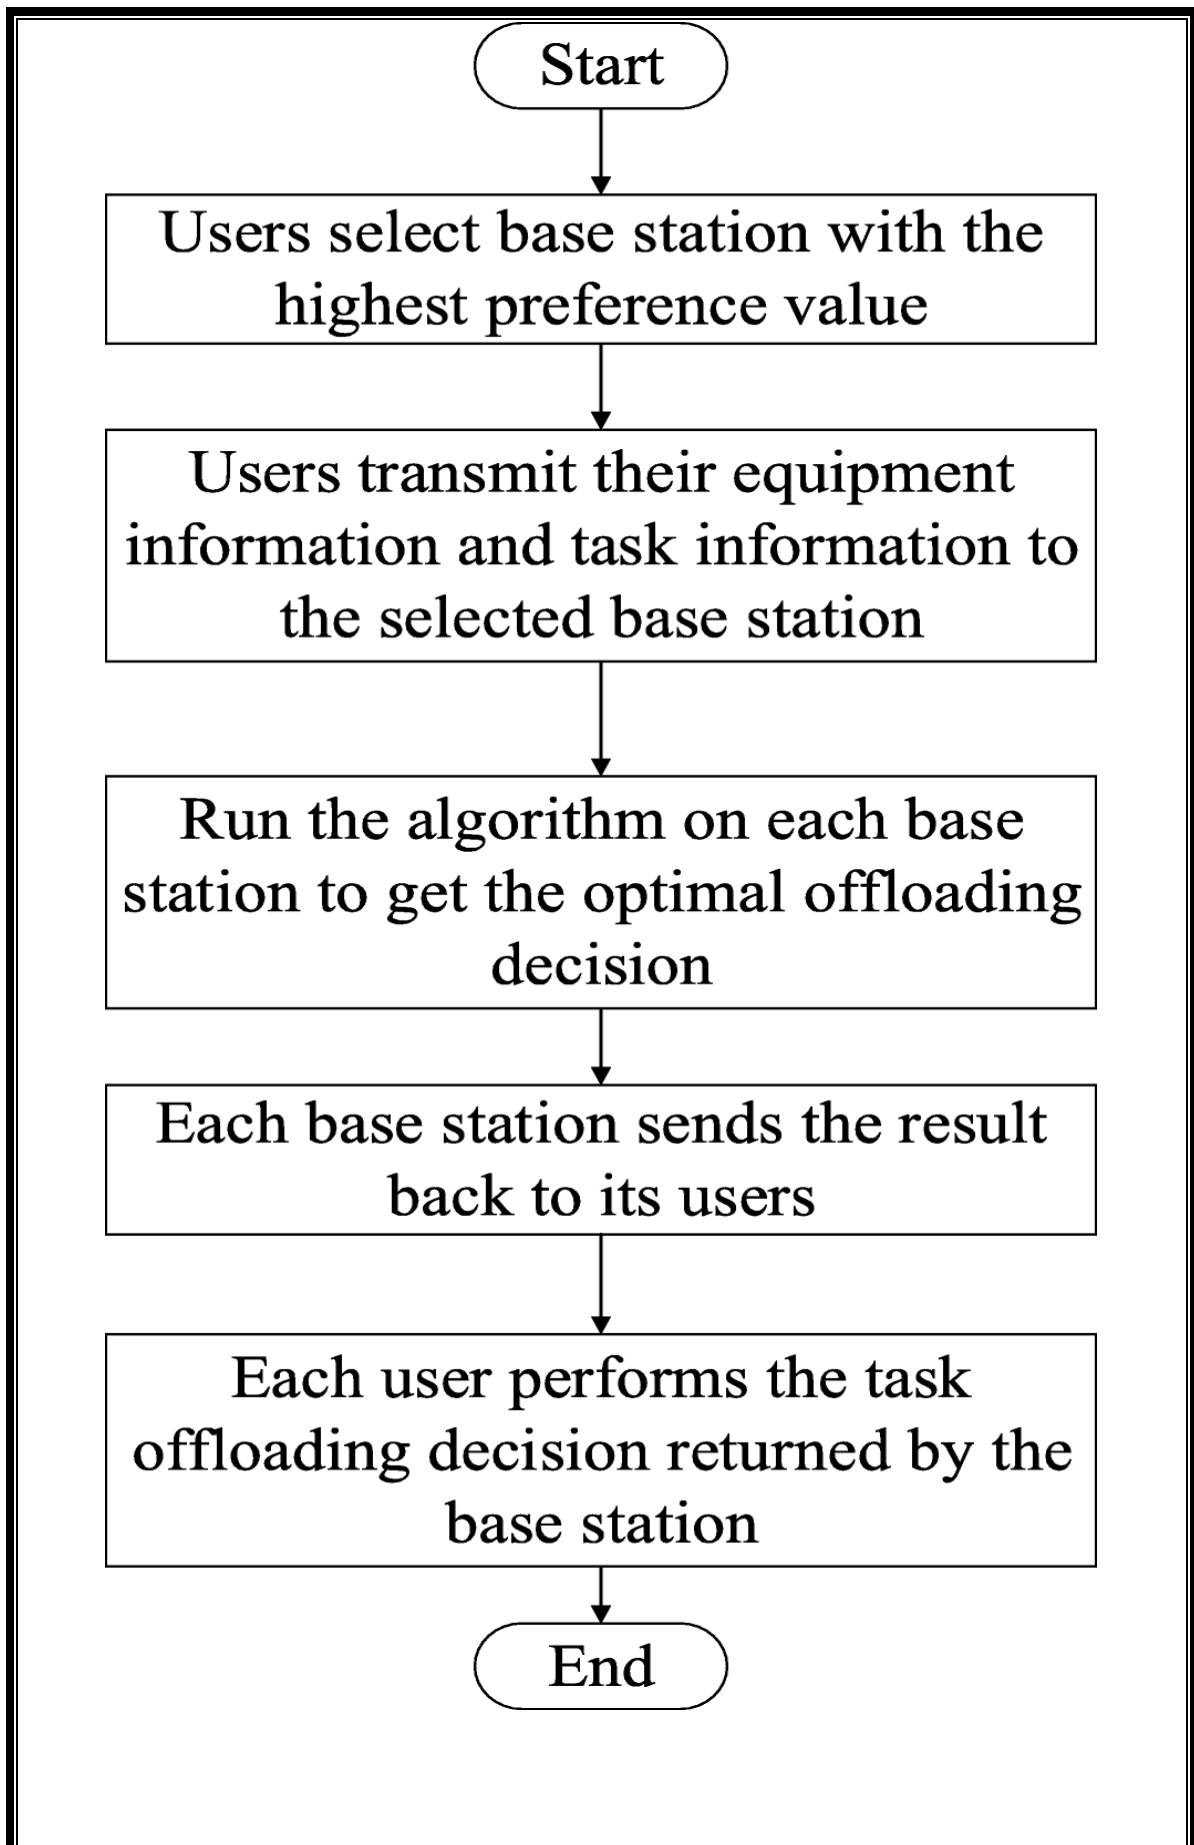 Start
Users select base station with the
highest preference value
Users transmit their equipment
information and task information to
the selected base station
Run the algorithm on each base
station to get the optimal offloading
decision
Each base station sends the result
back to its users
Each user performs the task
offloading decision returned by the
base station
End